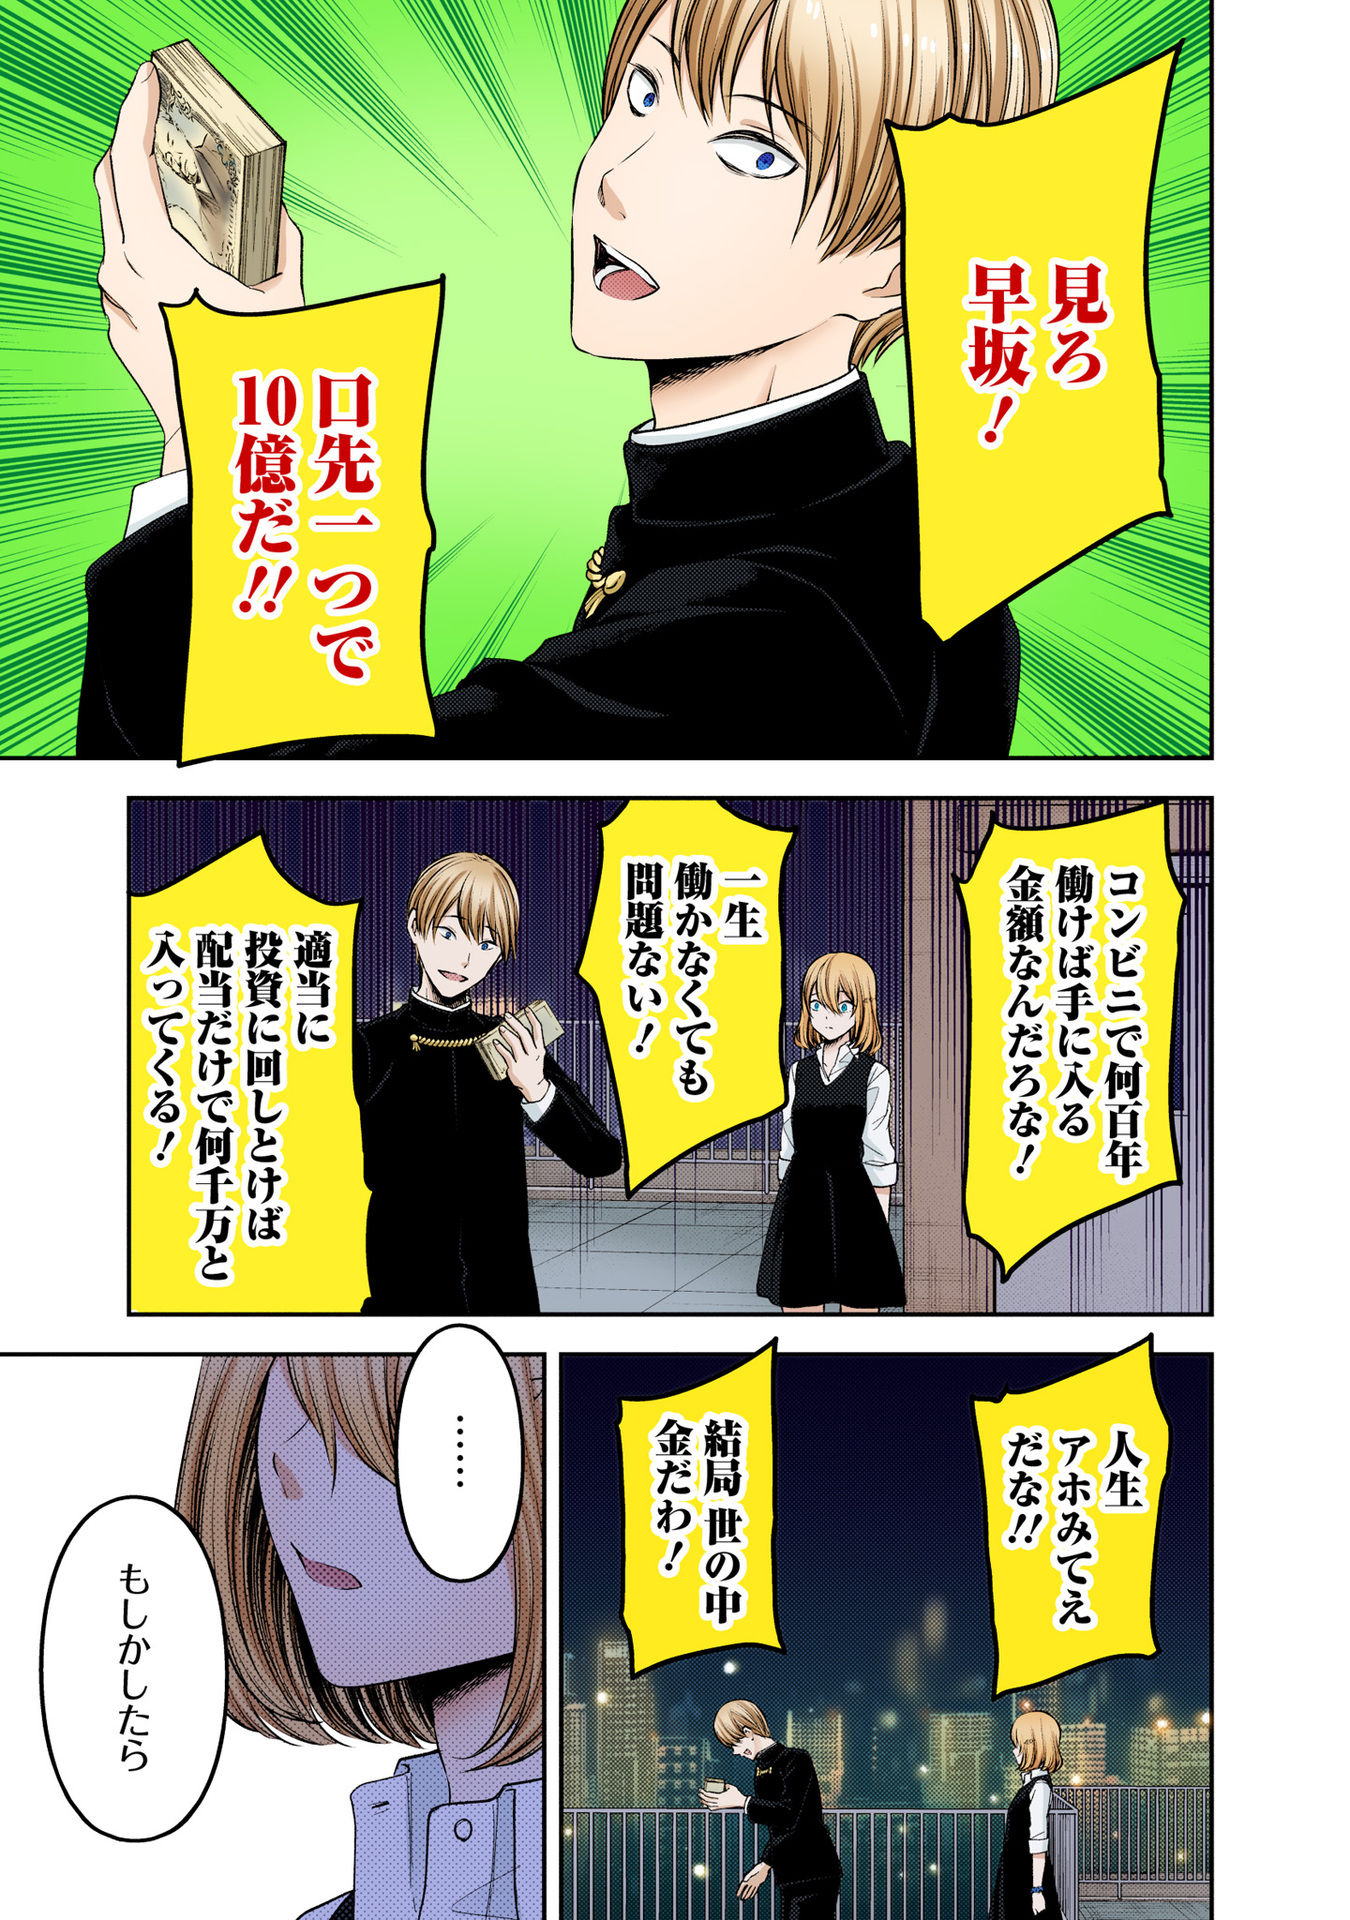 見ろ
早坂！
口先一つで
10億だ!!
コンビニで何百年
働けば手に入る
金額なんだろな！
一生
働かなくても
問題ない！
適当に
投資に回しとけば
配当だけで何千万と
入ってくる！
人生
アホみてえ
だな!!
結局 世の中
金だわ！
……
もしかしたら